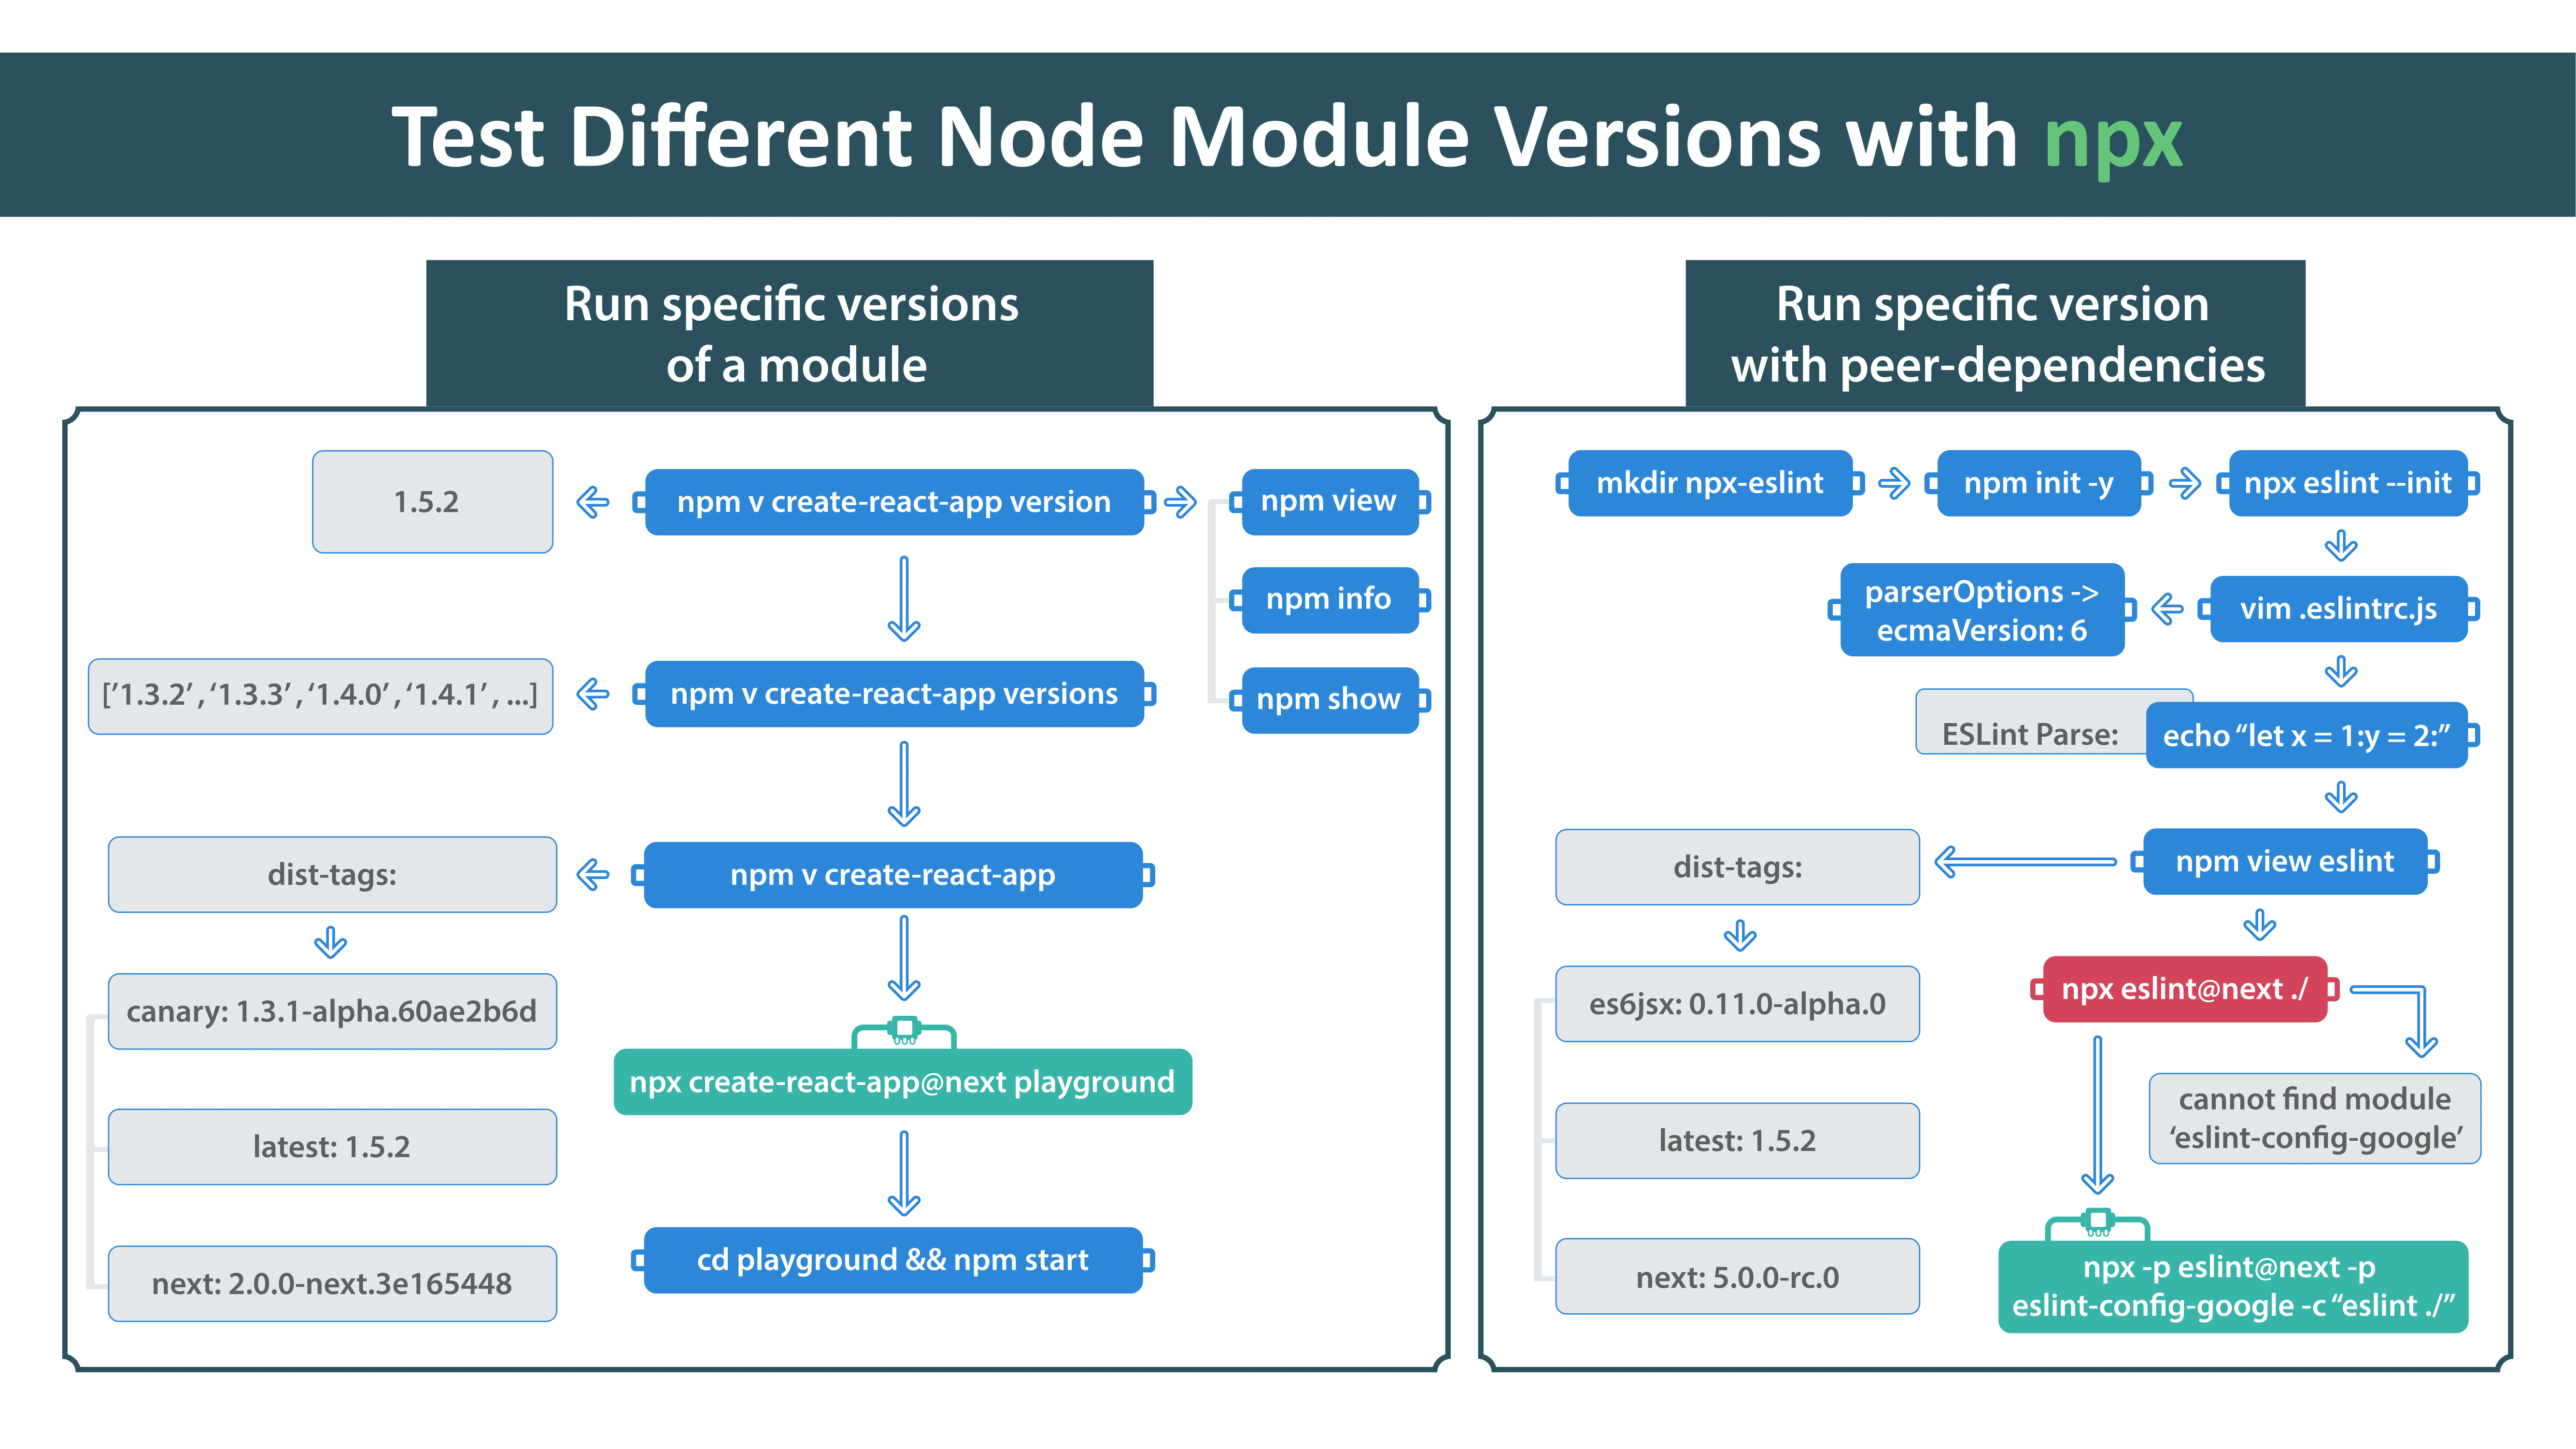 Test Different Node Module Versions with npx
Run specific versions
of a module
1.5.2
npm v create-react-app version
npm view
npm info
npm show
['1.3.2’ , ‘1.3.3’ , ‘1.4.0’ , ‘1.4.1’ , ...]
npm v create-react-app versions
dist-tags:
npm v create-react-app
canary: 1.3.1-alpha.60ae2b6d
latest: 1.5.2
next: 2.0.0-next.3e165448
npx create-react-app@next playground
cd playground && npm start
Run specific version
with peer-dependencies
mkdir npx-eslint
npm init -y
npx eslint --init
parserOptions ->
ecmaVersion: 6
vim .eslintrc.js
ESLint Parse:
echo “let x = 1:y = 2:”
dist-tags:
npm view eslint
es6jsx: 0.11.0-alpha.0
latest: 1.5.2
next: 5.0.0-rc.0
npx eslint@next ./
cannot find module
‘eslint-config-google’
npx -p eslint@next -p
eslint-config-google -c “eslint ./”